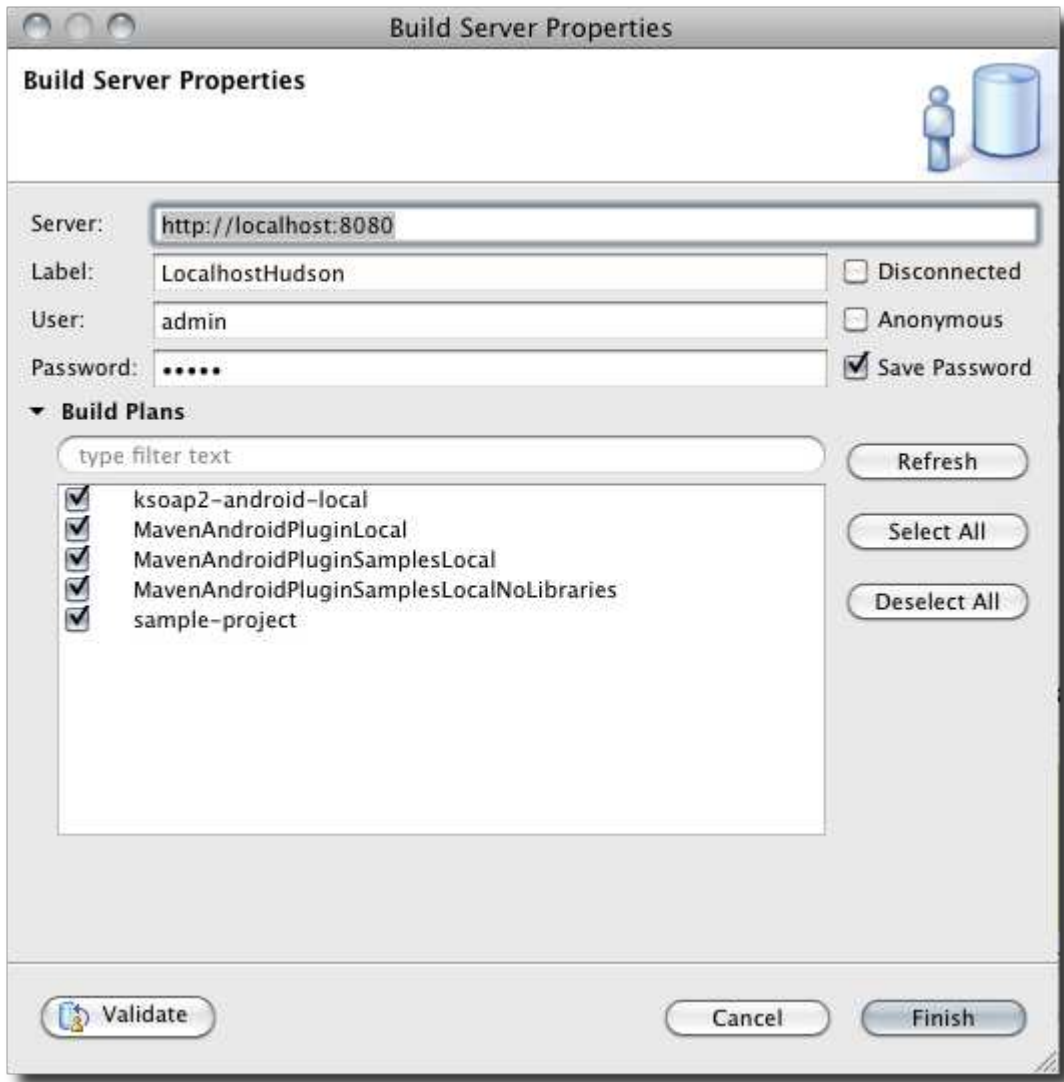 Build Server Properties
Build Server Properties
Server: http://localhost:8080
Label: LocalhostHudson Disconnected
User: admin Anonymous
Password: ••••• Save Password
Build Plans
type filter text
Refresh
ksoap2-android-local
MavenAndroidPluginLocal
Select All
MavenAndroidPluginSamplesLocal
MavenAndroidPluginSamplesLocalNoLibraries
Deselect All
sample-project
Validate Cancel Finish